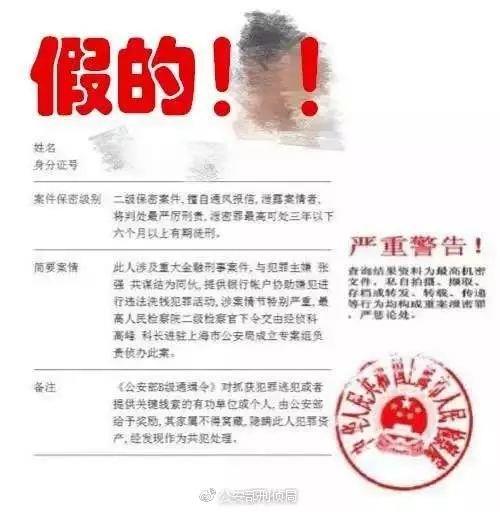 假的！！
姓名
身分证号
案件保密级别
二级保密案件,擅自通风报信,泄露案情者,
将判处最严厉刑责,泄密罪最高可处三年以下
六个月以上有期徒刑。
简要案情
此人涉及重大金融刑事案件,与犯罪主嫌 张
强 共谋结为同伙,提供银行帐户协助嫌犯进
行违法洗钱犯罪活动,涉案情节特别严重,最
高人民检察院二级检察官下令交由经侦科
高峰 科长进驻上海市公安局成立专案组负
责侦办此案。
备注
《公安部B级通缉令》对抓获犯罪逃犯或者
提供关键线索的有功单位或个人,由公安部
给予奖励,其家属不得窝藏,隐瞒此人犯罪资
产,经发现作为共犯处理。
严重警告!
查询结果资料为最高机密
文件。私自拍摄、撷取、
存档或转发、转载、传递
等行为均构成重案泄密罪
，严惩论处。
中华人民共和国上海市人民检察院
@公安部刑侦局